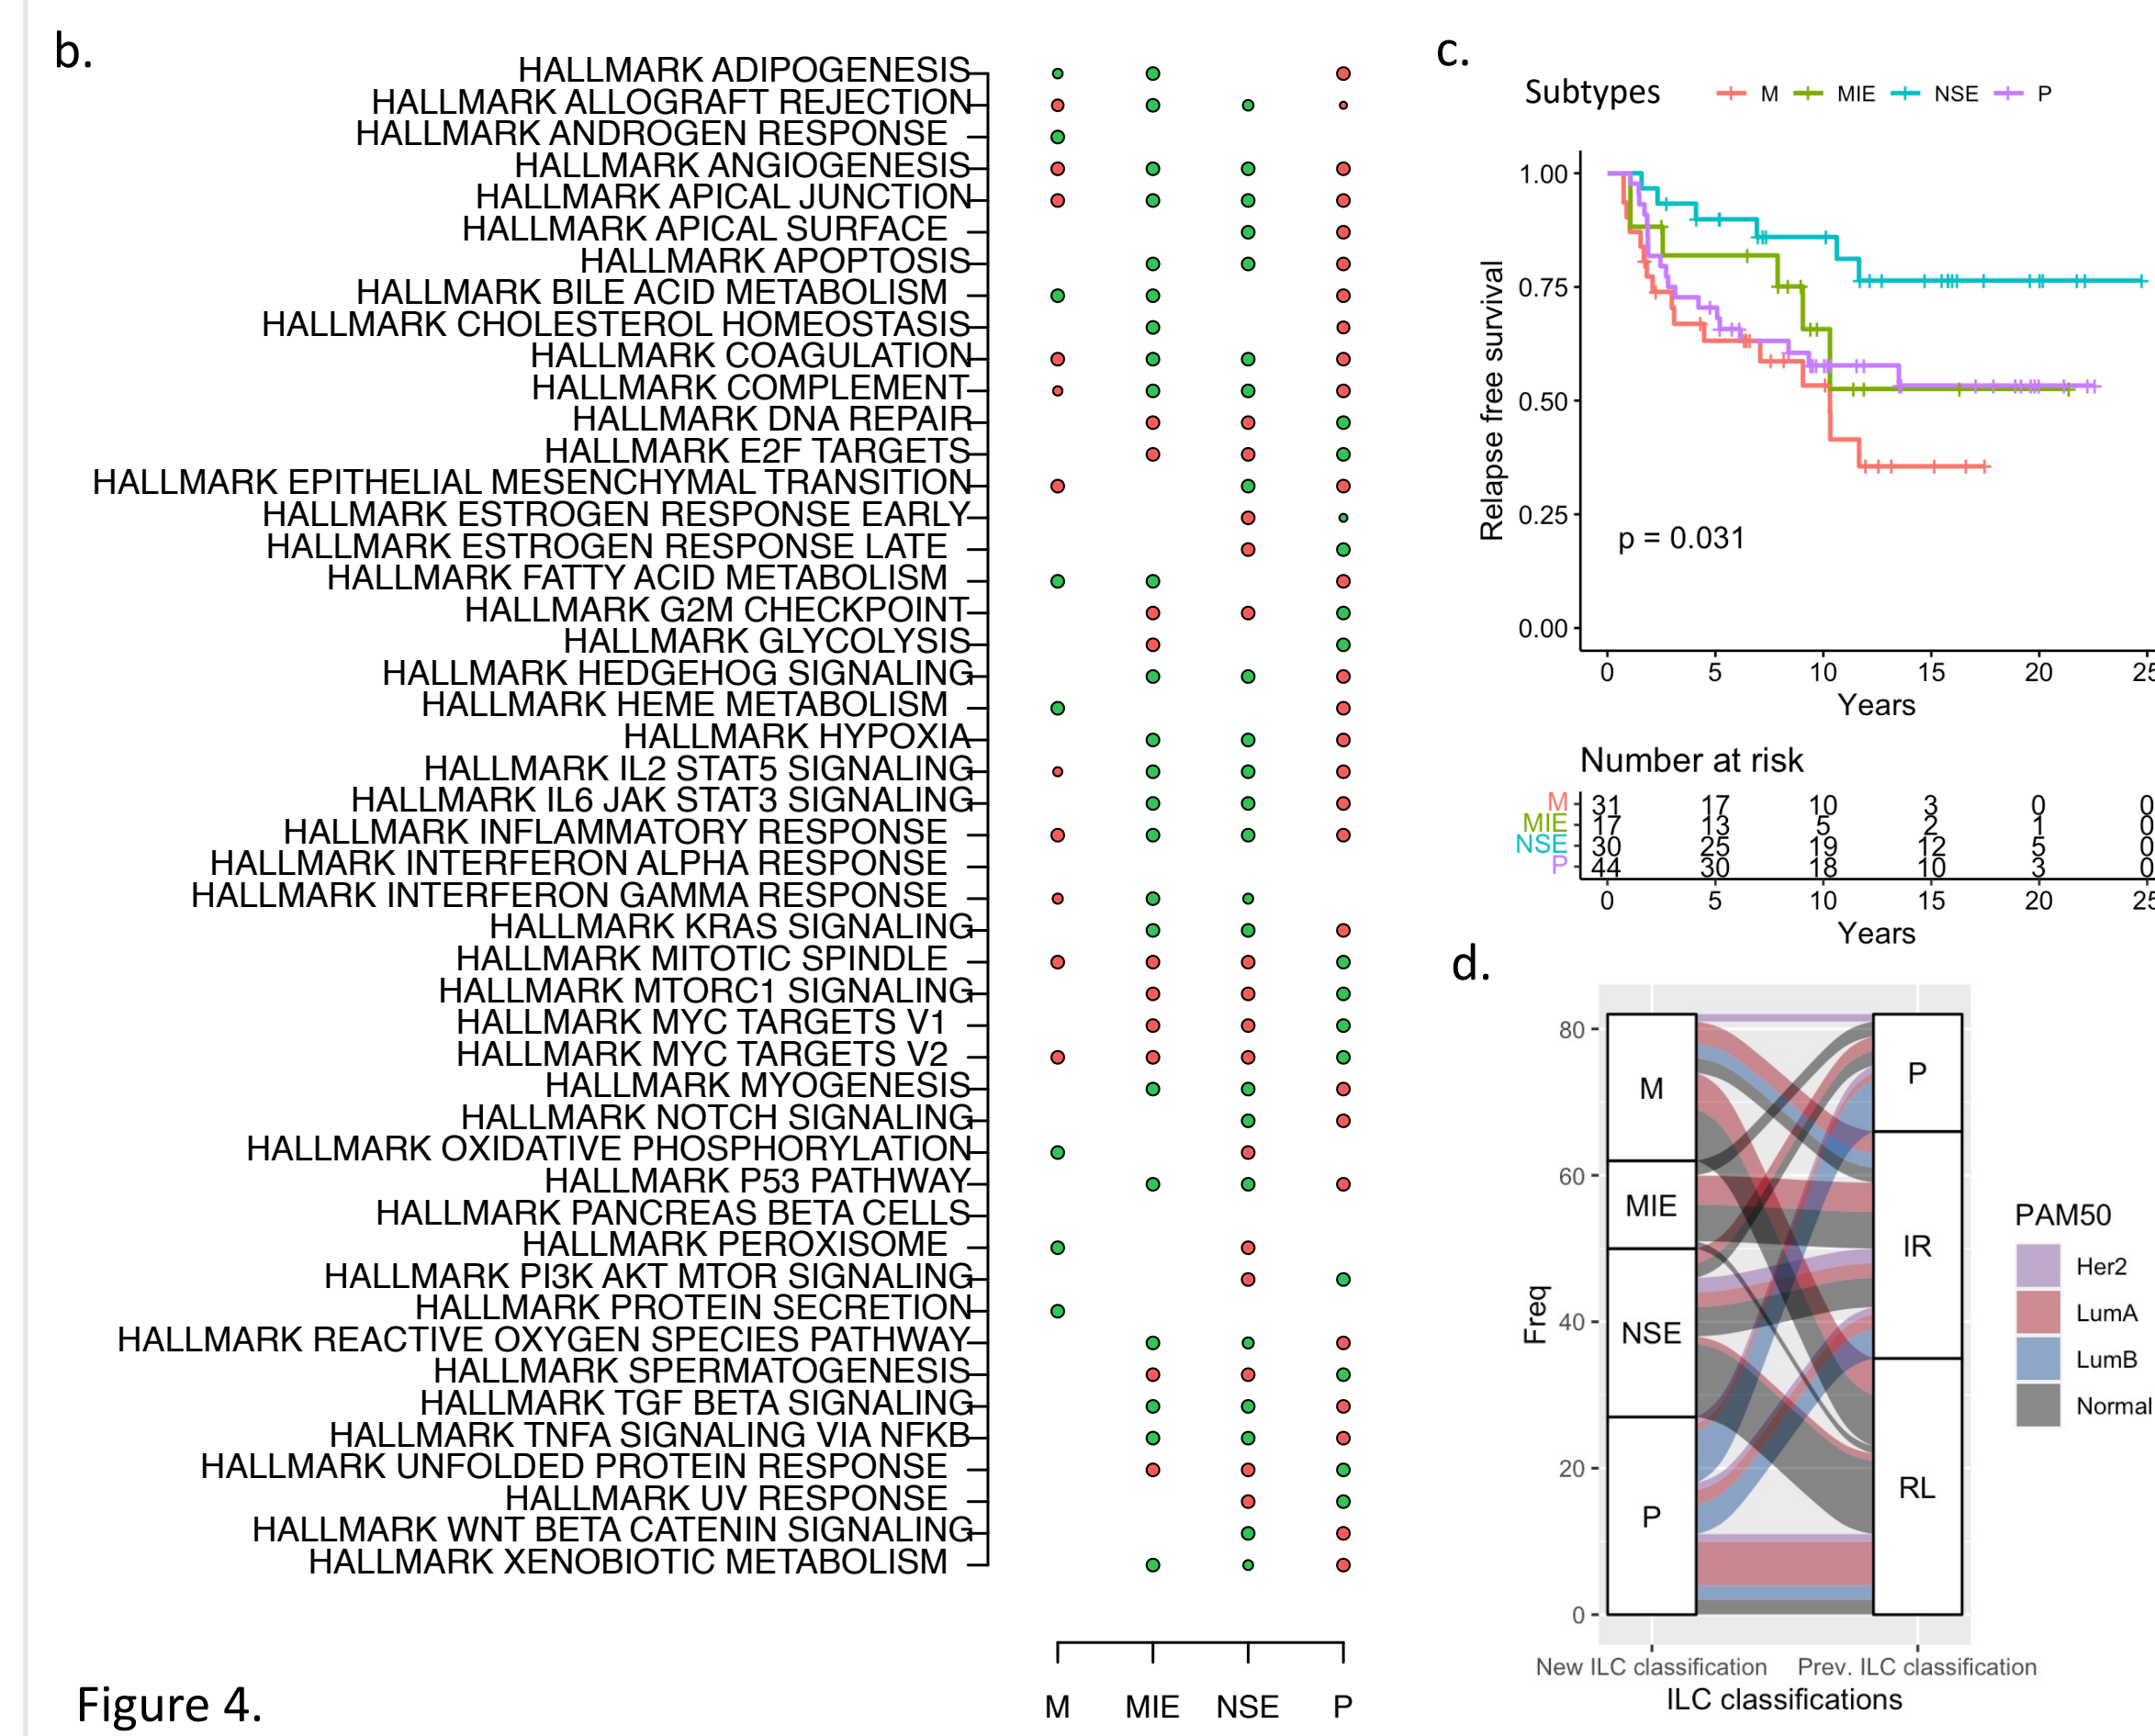 b.
HALLMARK ADIPOGENESIS
HALLMARK ALLOGRAFT REJECTION
HALLMARK ANDROGEN RESPONSE
HALLMARK ANGIOGENESIS
HALLMARK APICAL JUNCTION
HALLMARK APICAL SURFACE
HALLMARK APOPTOSIS
HALLMARK BILE ACID METABOLISM
HALLMARK CHOLESTEROL HOMEOSTASIS
HALLMARK COAGULATION
HALLMARK COMPLEMENT
HALLMARK DNA REPAIR
HALLMARK E2F TARGETS
HALLMARK EPITHELIAL MESENCHYMAL TRANSITION
HALLMARK ESTROGEN RESPONSE EARLY
HALLMARK ESTROGEN RESPONSE LATE
HALLMARK FATTY ACID METABOLISM
HALLMARK G2M CHECKPOINT
HALLMARK GLYCOLYSIS
HALLMARK HEDGEHOG SIGNALING
HALLMARK HEME METABOLISM
HALLMARK HYPOXIA
HALLMARK IL2 STAT5 SIGNALING
HALLMARK IL6 JAK STAT3 SIGNALING
HALLMARK INFLAMMATORY RESPONSE
HALLMARK INTERFERON ALPHA RESPONSE
HALLMARK INTERFERON GAMMA RESPONSE
HALLMARK KRAS SIGNALING
HALLMARK MITOTIC SPINDLE
HALLMARK MTORC1 SIGNALING
HALLMARK MYC TARGETS V1
HALLMARK MYC TARGETS V2
HALLMARK MYOGENESIS
HALLMARK NOTCH SIGNALING
HALLMARK OXIDATIVE PHOSPHORYLATION
HALLMARK P53 PATHWAY
HALLMARK PANCREAS BETA CELLS
HALLMARK PEROXISOME
HALLMARK PI3K AKT MTOR SIGNALING
HALLMARK PROTEIN SECRETION
HALLMARK REACTIVE OXYGEN SPECIES PATHWAY
HALLMARK SPERMATOGENESIS
HALLMARK TGF BETA SIGNALING
HALLMARK TNFA SIGNALING VIA NFKB
HALLMARK UNFOLDED PROTEIN RESPONSE
HALLMARK UV RESPONSE
HALLMARK WNT BETA CATENIN SIGNALING
HALLMARK XENOBIOTIC METABOLISM
M MIE NSE P
Figure 4.
c.
Subtypes M MIE NSE P
Relapse free survival
1.00
0.75
0.50
0.25
0.00
p = 0.031
0 5 10 15 20 25
Years
Number at risk
M 31 17 10 3 0 0
MIE 17 13 5 2 1 0
NSE 30 25 19 12 5 0
P 44 30 18 10 3 0
0 5 10 15 20 25
Years
d.
Freq
80
60
40
20
0
M
MIE
NSE
P
P
IR
RL
PAM50
Her2
LumA
LumB
Normal
New ILC classification Prev. ILC classification
ILC classifications